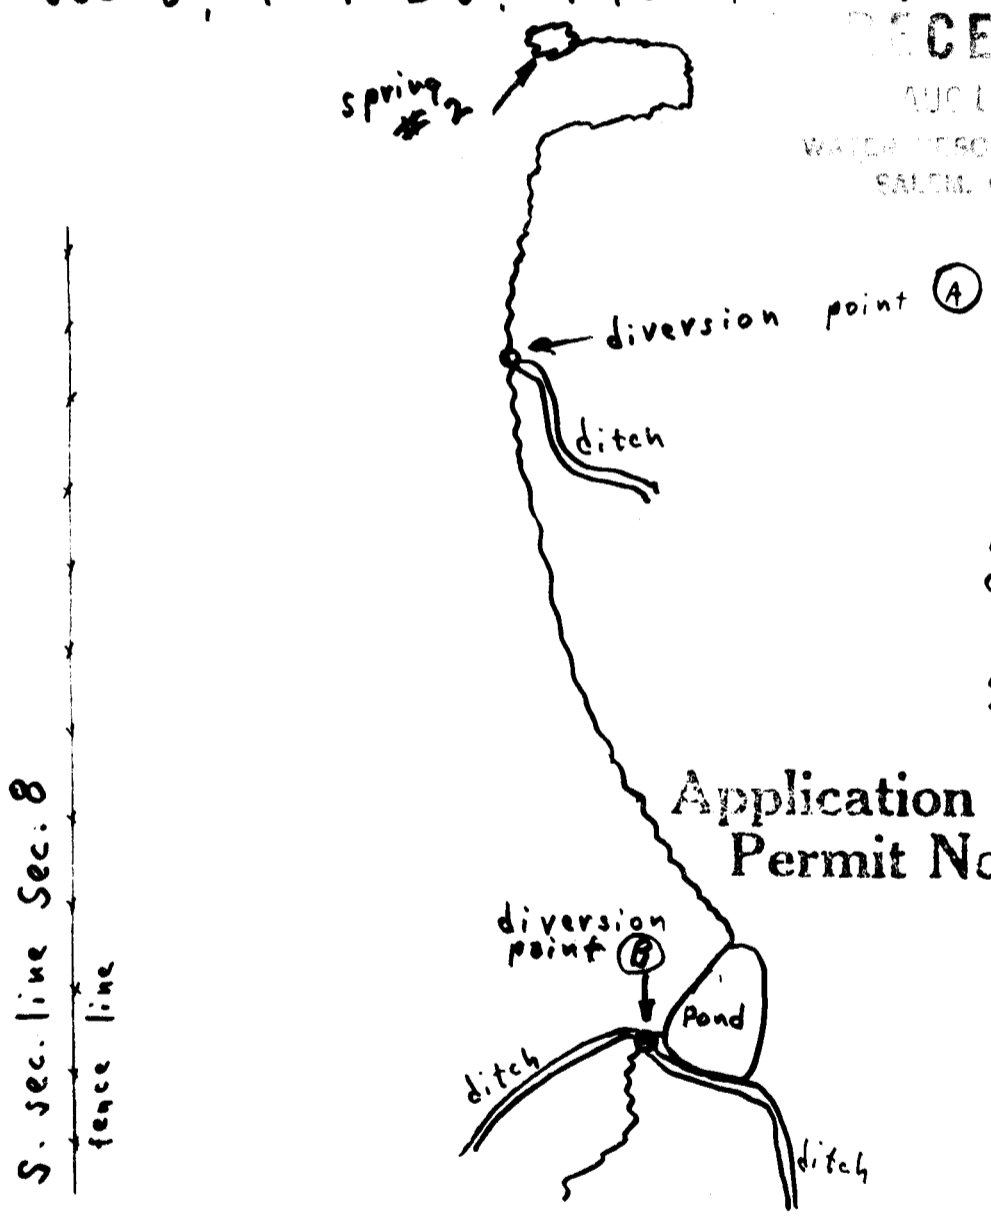 spring
# 2
diversion point A
ditch
Application
Permit No
diversion
point B
Pond
ditch
ditch
S. sec. line Sec. 8
fence line